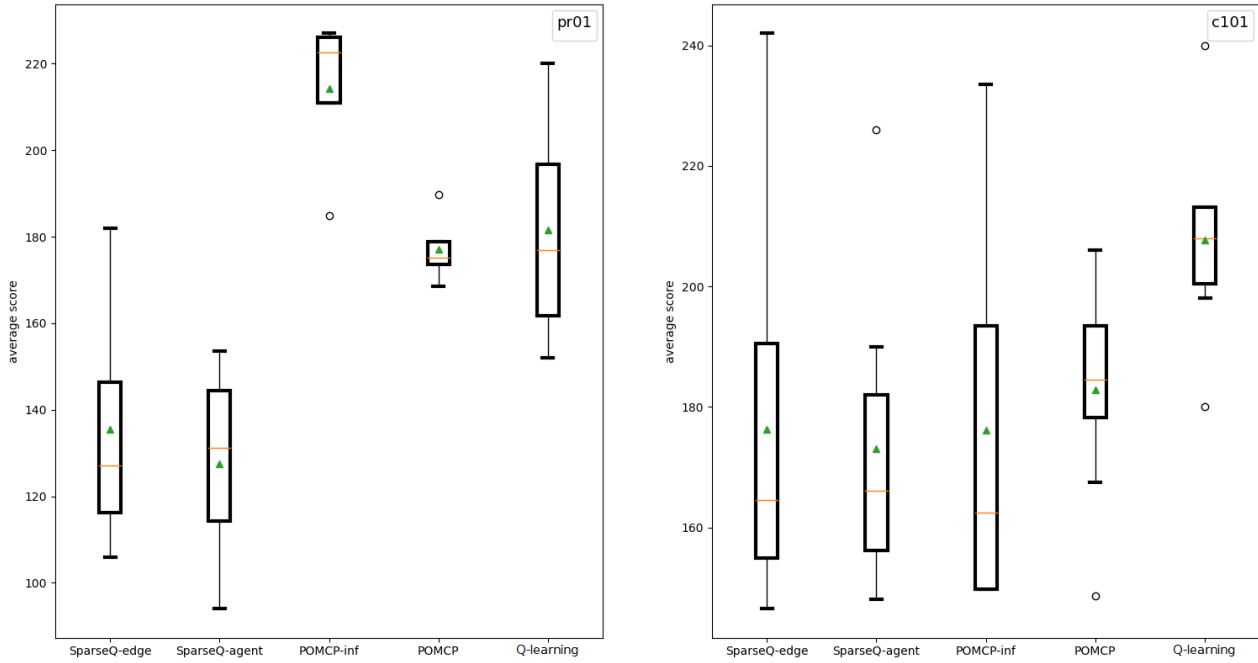 pr01
average score
220
200
180
160
140
120
100
SparseQ-edge SparseQ-agent POMCP-inf POMCP Q-learning
c101
average score
240
220
200
180
160
SparseQ-edge SparseQ-agent POMCP-inf POMCP Q-learning